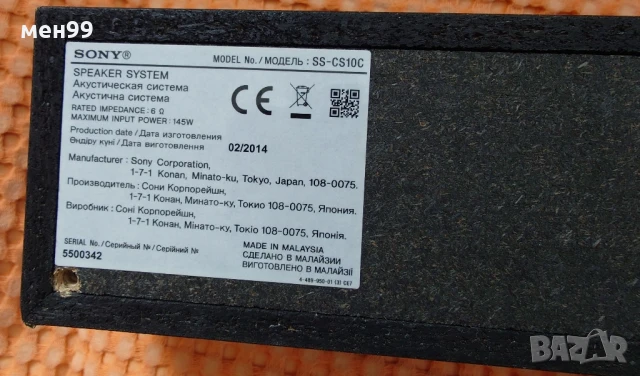 мен99
SONY®
MODEL No./МОДЕЛЬ : SS-CS10C
SPEAKER SYSTEM
Акустическая система
Акустична система
RATED IMPEDANCE : 6 Ω
MAXIMUM INPUT POWER : 145W
Production date / Дата изготовления
Өндіру күні / Дата виготовлення 02/2014
Manufacturer : Sony Corporation,
1-7-1 Konan, Minato-ku, Tokyo, Japan, 108-0075.
Производитель : Сони Корпорейшн,
1-7-1 Конан, Минато-ку, Токио 108-0075, Япония.
Виробник : Соні Корпорейшн,
1-7-1 Конан, Мінато-ку, Токіо 108-0075, Японія.
SERIAL No./Серийный №/Серійний №
5500342
MADE IN MALAYSIA
СДЕЛАНО В МАЛАЙЗИИ
ВИГОТОВЛЕНО В МАЛАЙЗІЇ
BAZAR